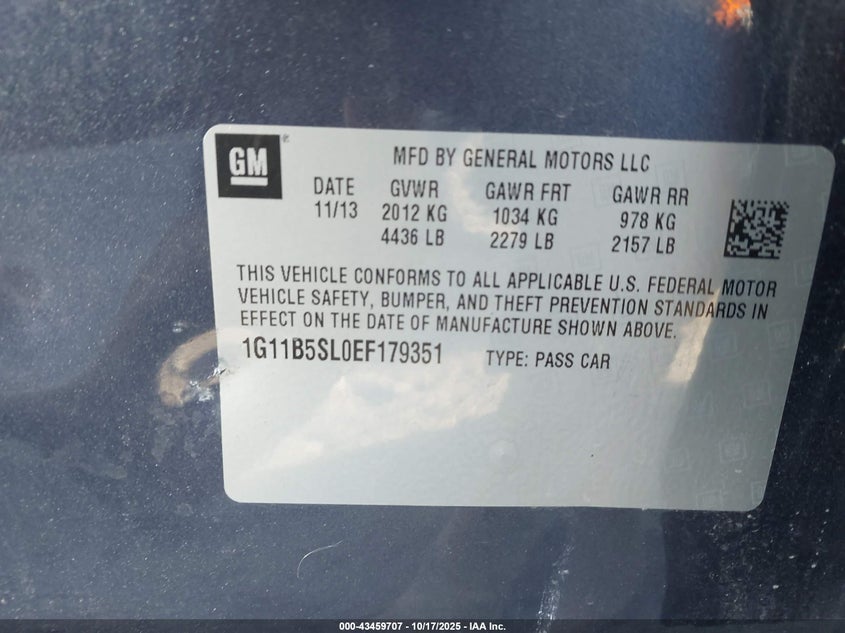 GM
MFD BY GENERAL MOTORS LLC
DATE GVWR GAWR FRT GAWR RR
11/13 2012 KG 1034 KG 978 KG
4436 LB 2279 LB 2157 LB
THIS VEHICLE CONFORMS TO ALL APPLICABLE U.S. FEDERAL MOTOR
VEHICLE SAFETY, BUMPER, AND THEFT PREVENTION STANDARDS IN
EFFECT ON THE DATE OF MANUFACTURE SHOWN ABOVE.
1G11B5SL0EF179351 TYPE: PASS CAR
000-43459707 - 10/17/2025 - IAA Inc.